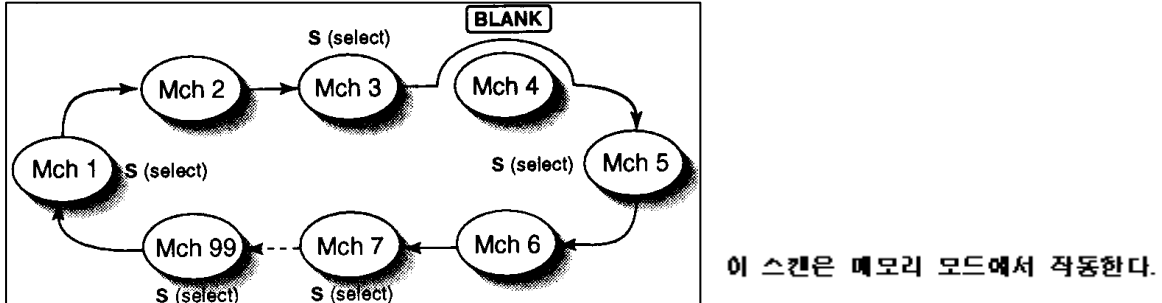 BLANK
S (select)
Mch 2
Mch 3
Mch 4
Mch 1
S (select)
S (select)
Mch 5
Mch 99
Mch 7
Mch 6
S (select)
S (select)
이 스캔은 메모리 모드에서 작동한다.